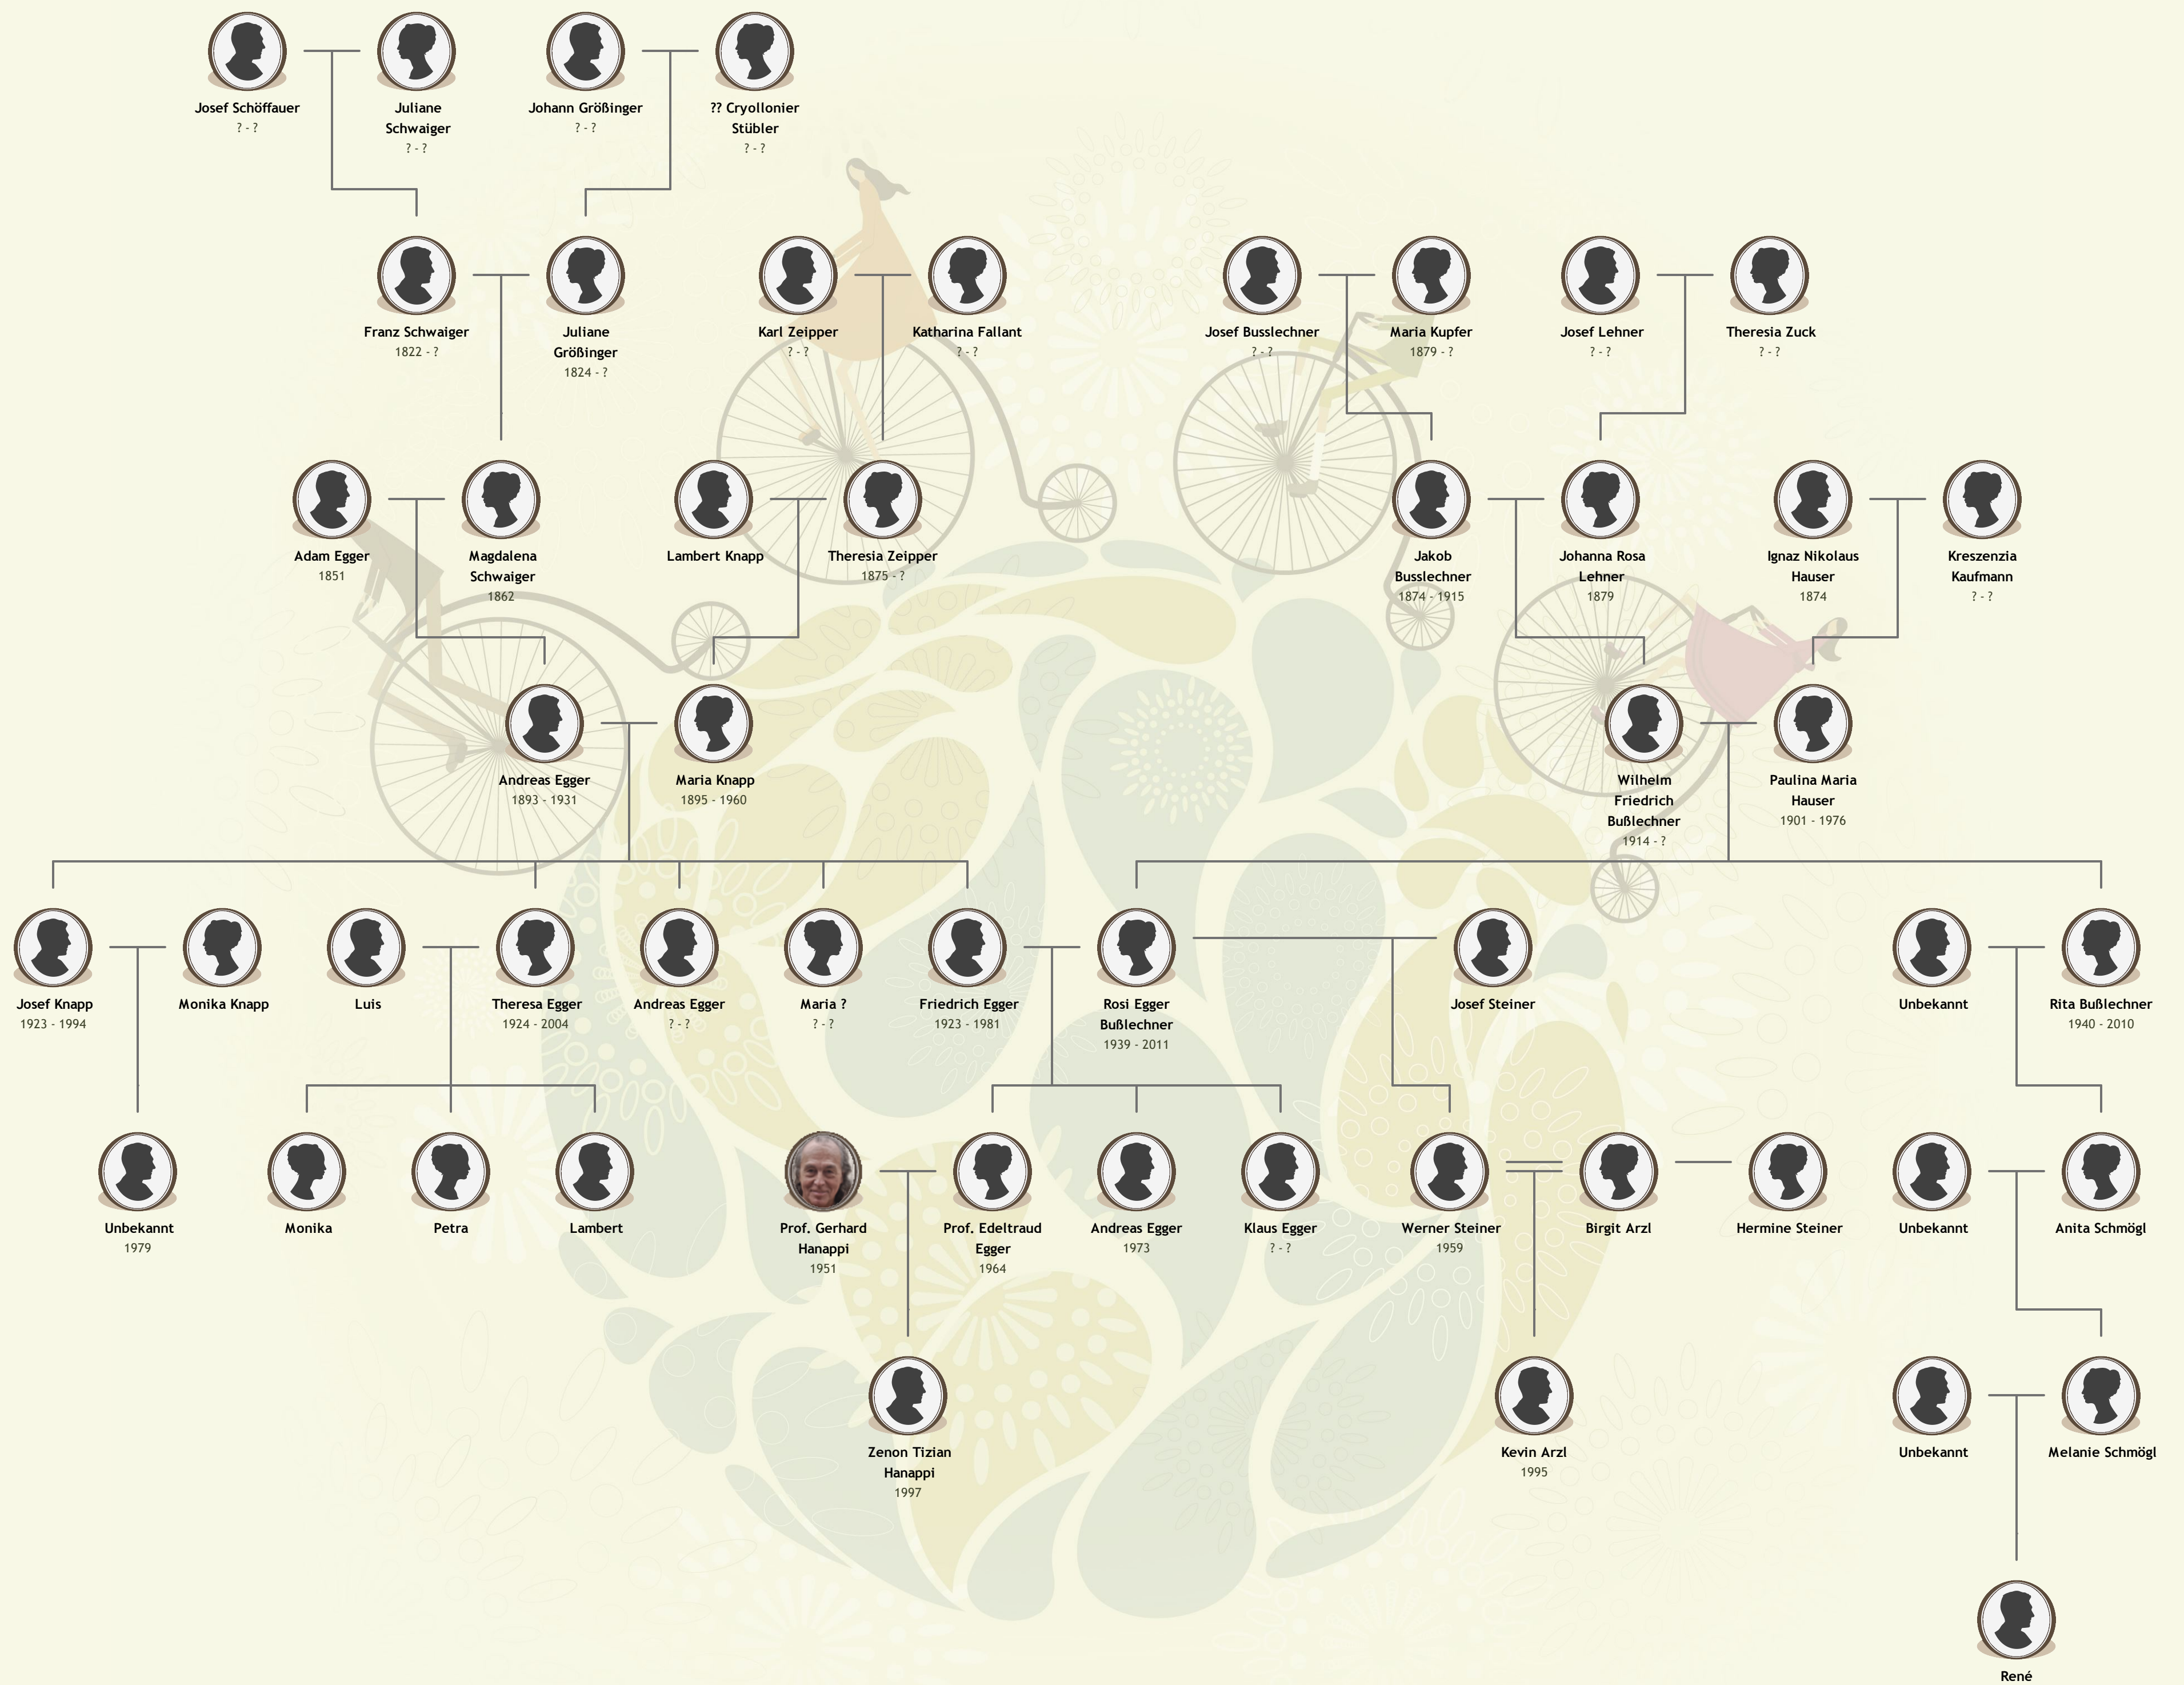 Josef Schöffauer
? - ?
Juliane
Schwaiger
? - ?
Johann Größinger
? - ?
?? Cryollonier
Stübler
? - ?
Franz Schwaiger
1822 - ?
Juliane
Größinger
1824 - ?
Karl Zeipper
? - ?
Katharina Fallant
? - ?
Josef Busslechner
? - ?
Maria Kupfer
1879 - ?
Josef Lehner
? - ?
Theresia Zuck
? - ?
Adam Egger
1851
Magdalena
Schwaiger
1862
Lambert Knapp
Theresia Zeipper
1875 - ?
Jakob
Busslechner
1874 - 1915
Johanna Rosa
Lehner
1879
Ignaz Nikolaus
Hauser
1874
Kreszenzia
Kaufmann
? - ?
Andreas Egger
1893 - 1931
Maria Knapp
1895 - 1960
Wilhelm
Friedrich
Bußlechner
1914 - ?
Paulina Maria
Hauser
1901 - 1976
Josef Knapp
1923 - 1994
Monika Knapp
Luis
Theresa Egger
1924 - 2004
Andreas Egger
? - ?
Maria ?
? - ?
Friedrich Egger
1923 - 1981
Rosi Egger
Bußlechner
1939 - 2011
Josef Steiner
Unbekannt
Rita Bußlechner
1940 - 2010
Unbekannt
1979
Monika
Petra
Lambert
Prof. Gerhard
Hanappi
1951
Prof. Edeltraud
Egger
1964
Andreas Egger
1973
Klaus Egger
? - ?
Werner Steiner
1959
Birgit Arzl
Hermine Steiner
Unbekannt
Anita Schmögl
Zenon Tizian
Hanappi
1997
Kevin Arzl
1995
Unbekannt
Melanie Schmögl
René